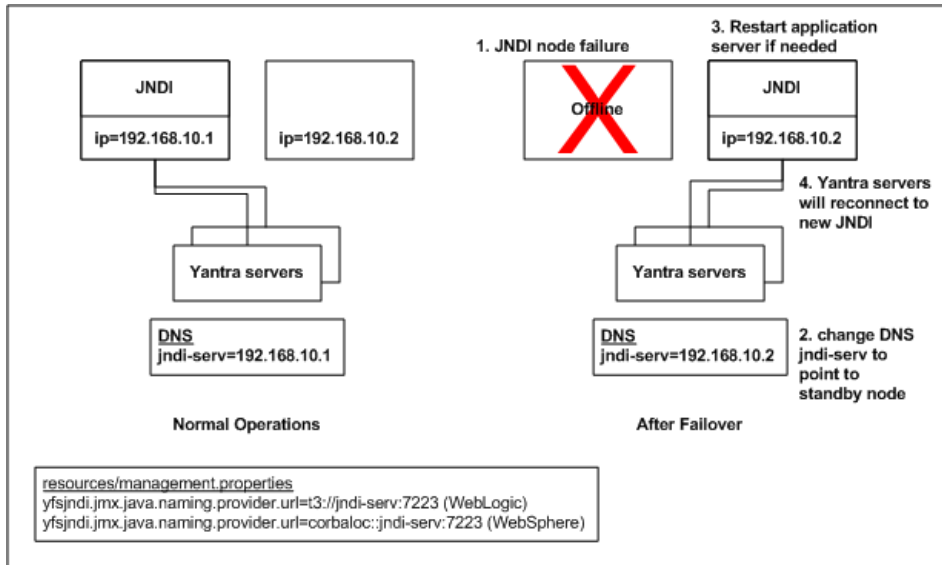 JNDI
ip=192.168.10.1
ip=192.168.10.2
Yantra servers
DNS
jndi-serv=192.168.10.1
Normal Operations
1. JNDI node failure
Offline
3. Restart application
server if needed
JNDI
ip=192.168.10.2
4. Yantra servers
will reconnect to
new JNDI
Yantra servers
DNS
jndi-serv=192.168.10.2
2. change DNS
jndi-serv to
point to
standby node
After Failover
resources/management.properties
yfsjndi.jmx.java.naming.provider.url=t3://jndi-serv:7223 (WebLogic)
yfsjndi.jmx.java.naming.provider.url=corbaloc::jndi-serv:7223 (WebSphere)